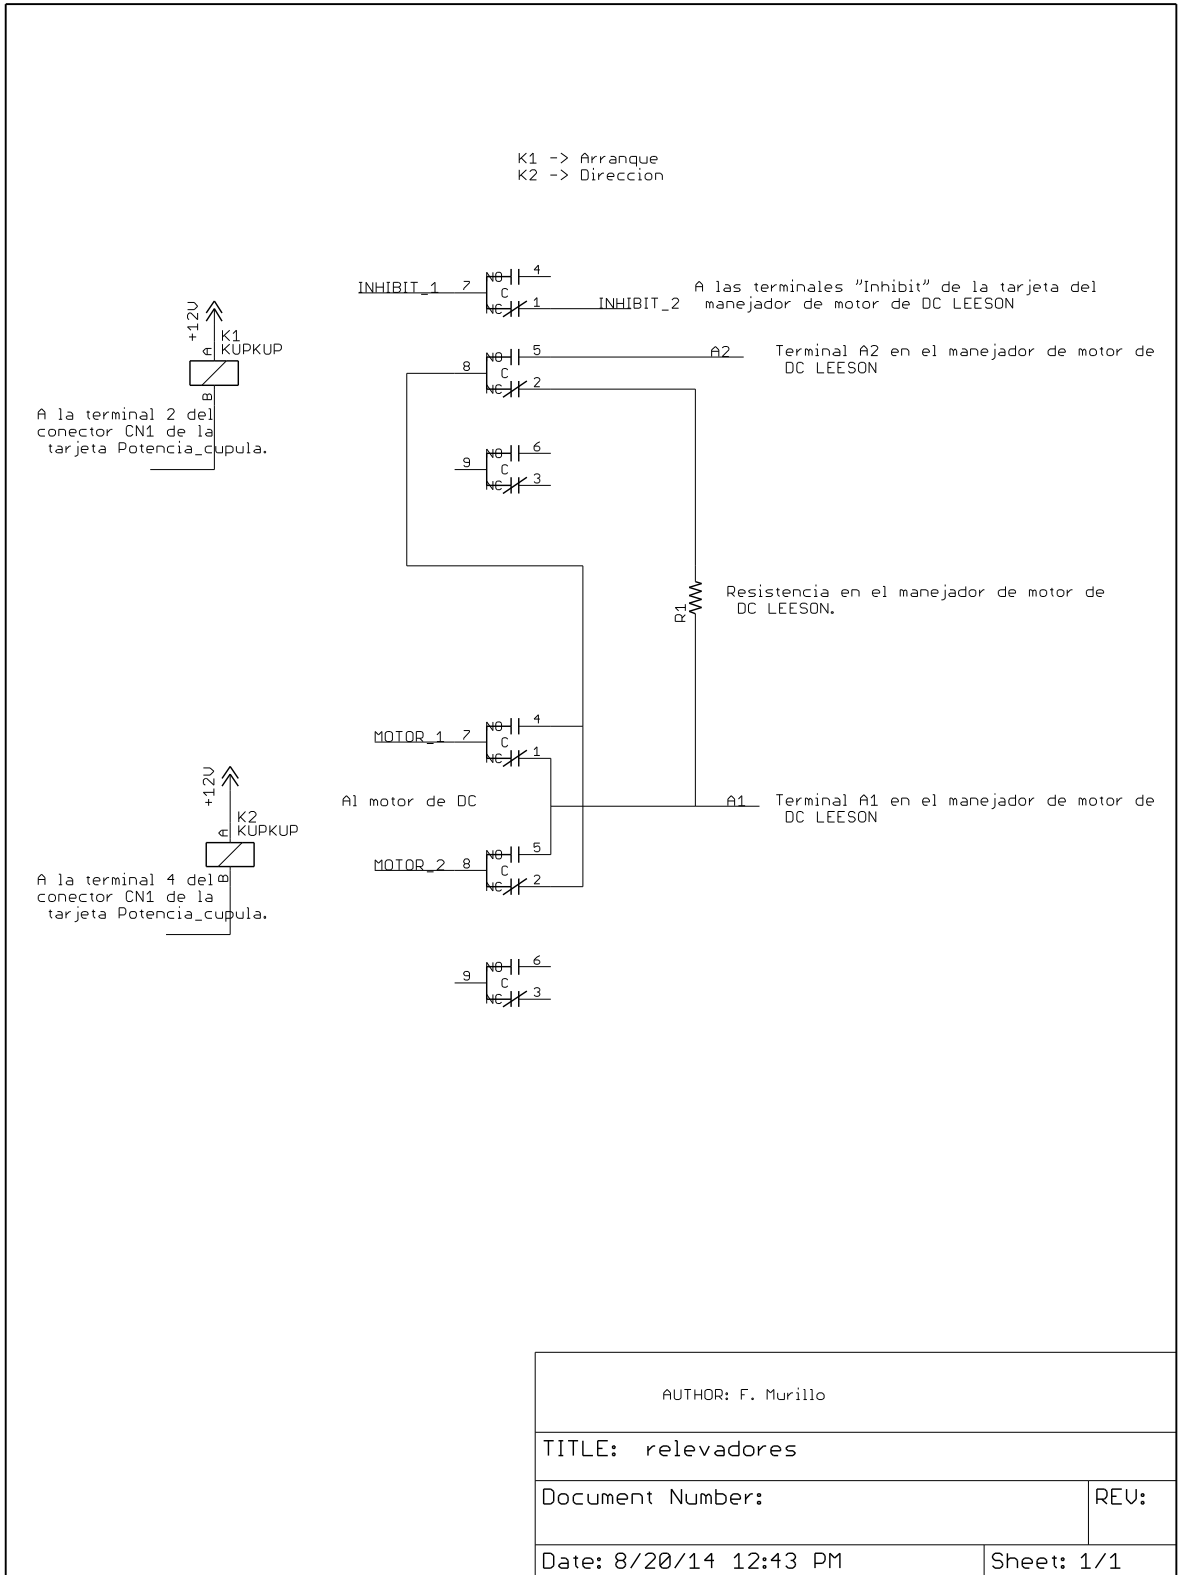 K1 -> Arranque
K2 -> Direccion
INHIBIT_1 7 NO 4
C
NC 1 INHIBIT_2
A las terminales "Inhibit" de la tarjeta del
manejador de motor de DC LEESON
+12V
K1
A KUPKUP
B
8 NO 5 A2
C
NC 2
Terminal A2 en el manejador de motor de
DC LEESON
A la terminal 2 del
conector CN1 de la
tarjeta Potencia_cupula.
9 NO 6
C
NC 3
R1
Resistencia en el manejador de motor de
DC LEESON.
MOTOR_1 7 NO 4
C
NC 1
+12V
K2
A KUPKUP
B
Al motor de DC
A1
Terminal A1 en el manejador de motor de
DC LEESON
MOTOR_2 8 NO 5
C
NC 2
A la terminal 4 del
conector CN1 de la
tarjeta Potencia_cupula.
9 NO 6
C
NC 3
AUTHOR: F. Murillo
TITLE: relevadores
Document Number:
REV:
Date: 8/20/14 12:43 PM
Sheet: 1/1